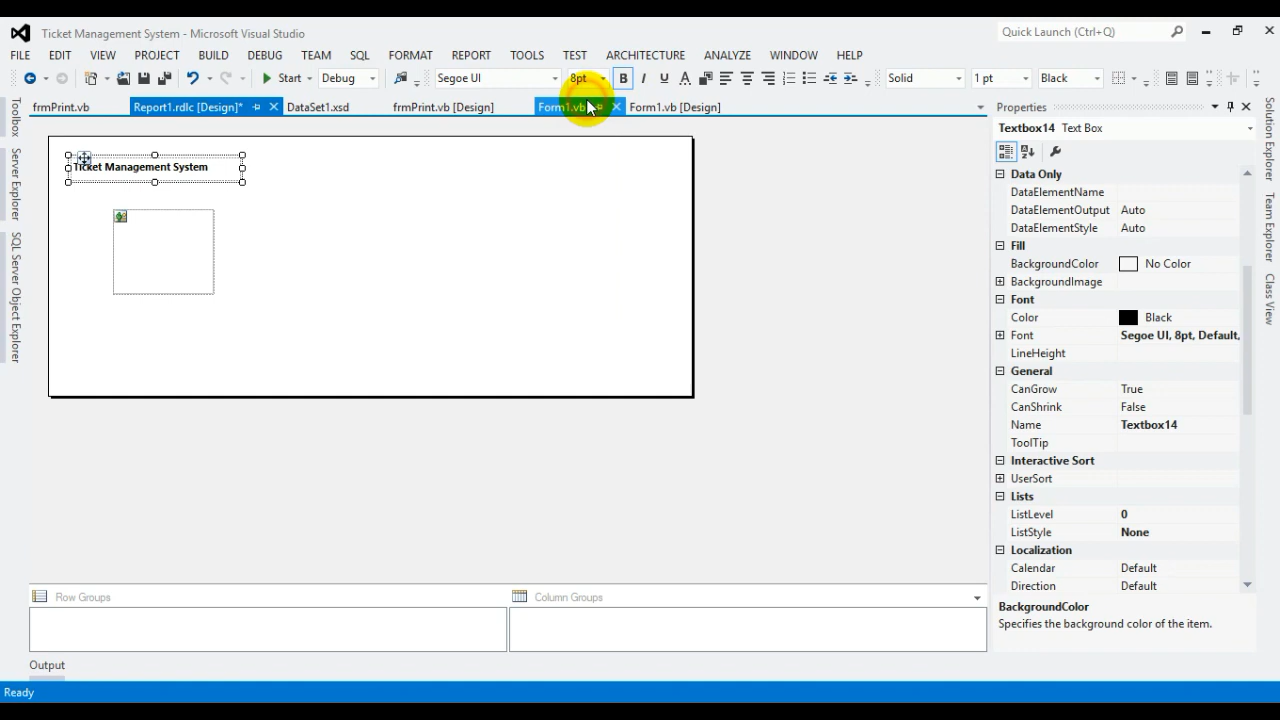 Ticket Management System - Microsoft Visual Studio
Quick Launch (Ctrl+Q)
FILE EDIT VIEW PROJECT BUILD DEBUG TEAM SQL FORMAT REPORT TOOLS TEST ARCHITECTURE ANALYZE WINDOW HELP
Start Debug Segoe UI 8pt B I U A Solid 1 pt Black
frmPrint.vb Report1.rdlc [Design]* DataSet1.xsd frmPrint.vb [Design] Form1.vb Form1.vb [Design]
Toolbox
Server Explorer
SQL Server Object Explorer
Ticket Management System
Row Groups
Column Groups
Output
Ready
Properties
Textbox14 Text Box
Data Only
DataElementName
DataElementOutput Auto
DataElementStyle Auto
Fill
BackgroundColor No Color
BackgroundImage
Font
Color Black
Font Segoe UI, 8pt, Default,
LineHeight
General
CanGrow True
CanShrink False
Name Textbox14
ToolTip
Interactive Sort
UserSort
Lists
ListLevel 0
ListStyle None
Localization
Calendar Default
Direction Default
BackgroundColor
Specifies the background color of the item.
Solution Explorer
Team Explorer
Class View